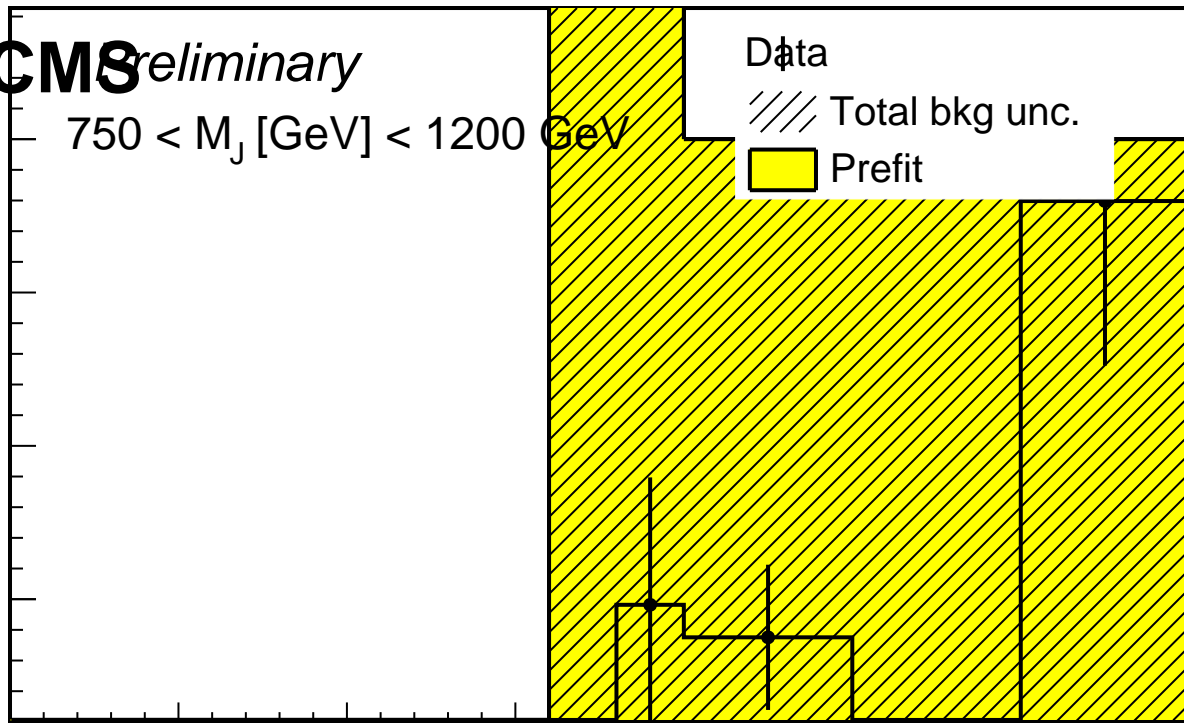 CMS Preliminary
750 < M_J [GeV] < 1200 GeV
Data
Total bkg unc.
Prefit